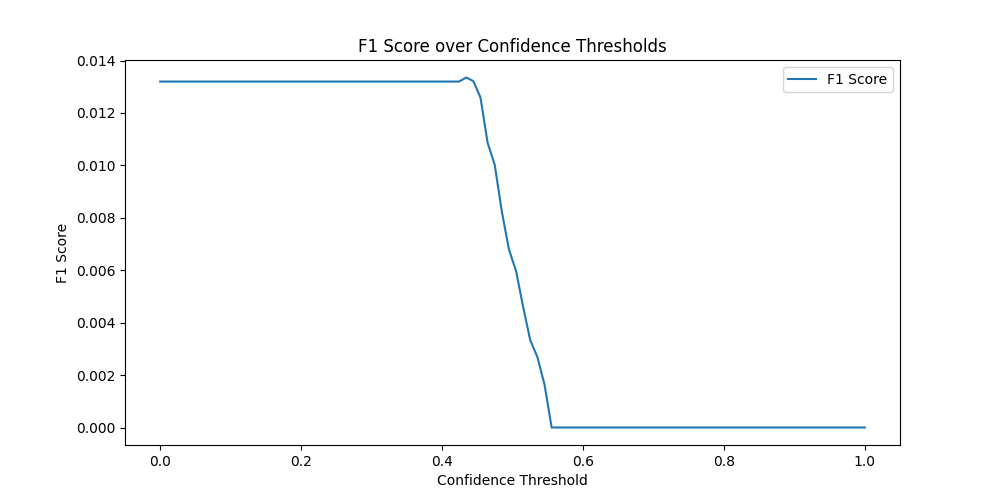 F1 Score over Confidence Thresholds
F1 Score
0.014
0.012
0.010
0.008
0.006
0.004
0.002
0.000
F1 Score
0.0 0.2 0.4 0.6 0.8 1.0
Confidence Threshold